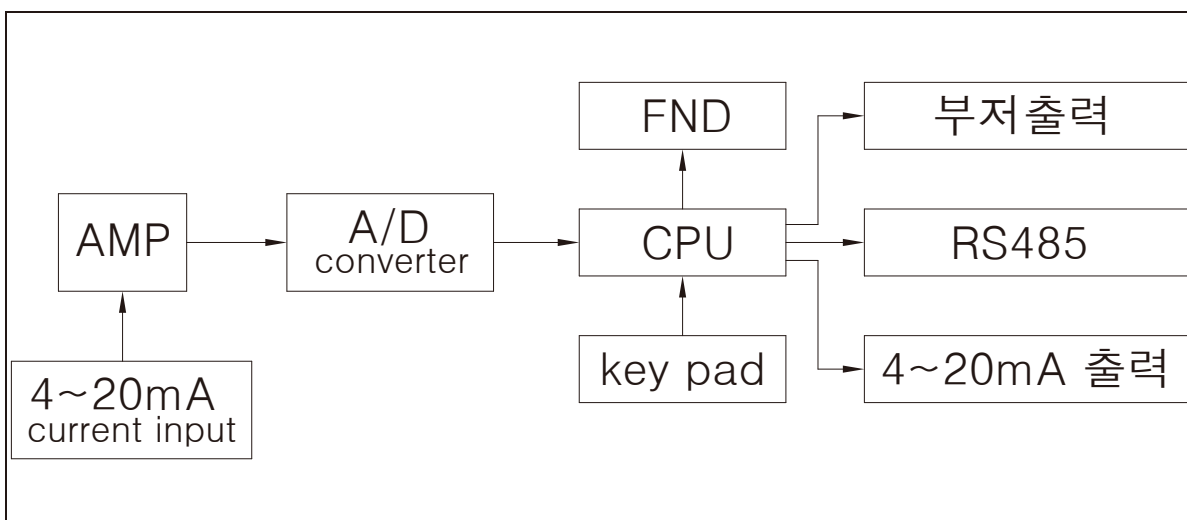 FND
부저출력
AMP
A/D
converter
CPU
RS485
4~20mA
current input
key pad
4~20mA 출력